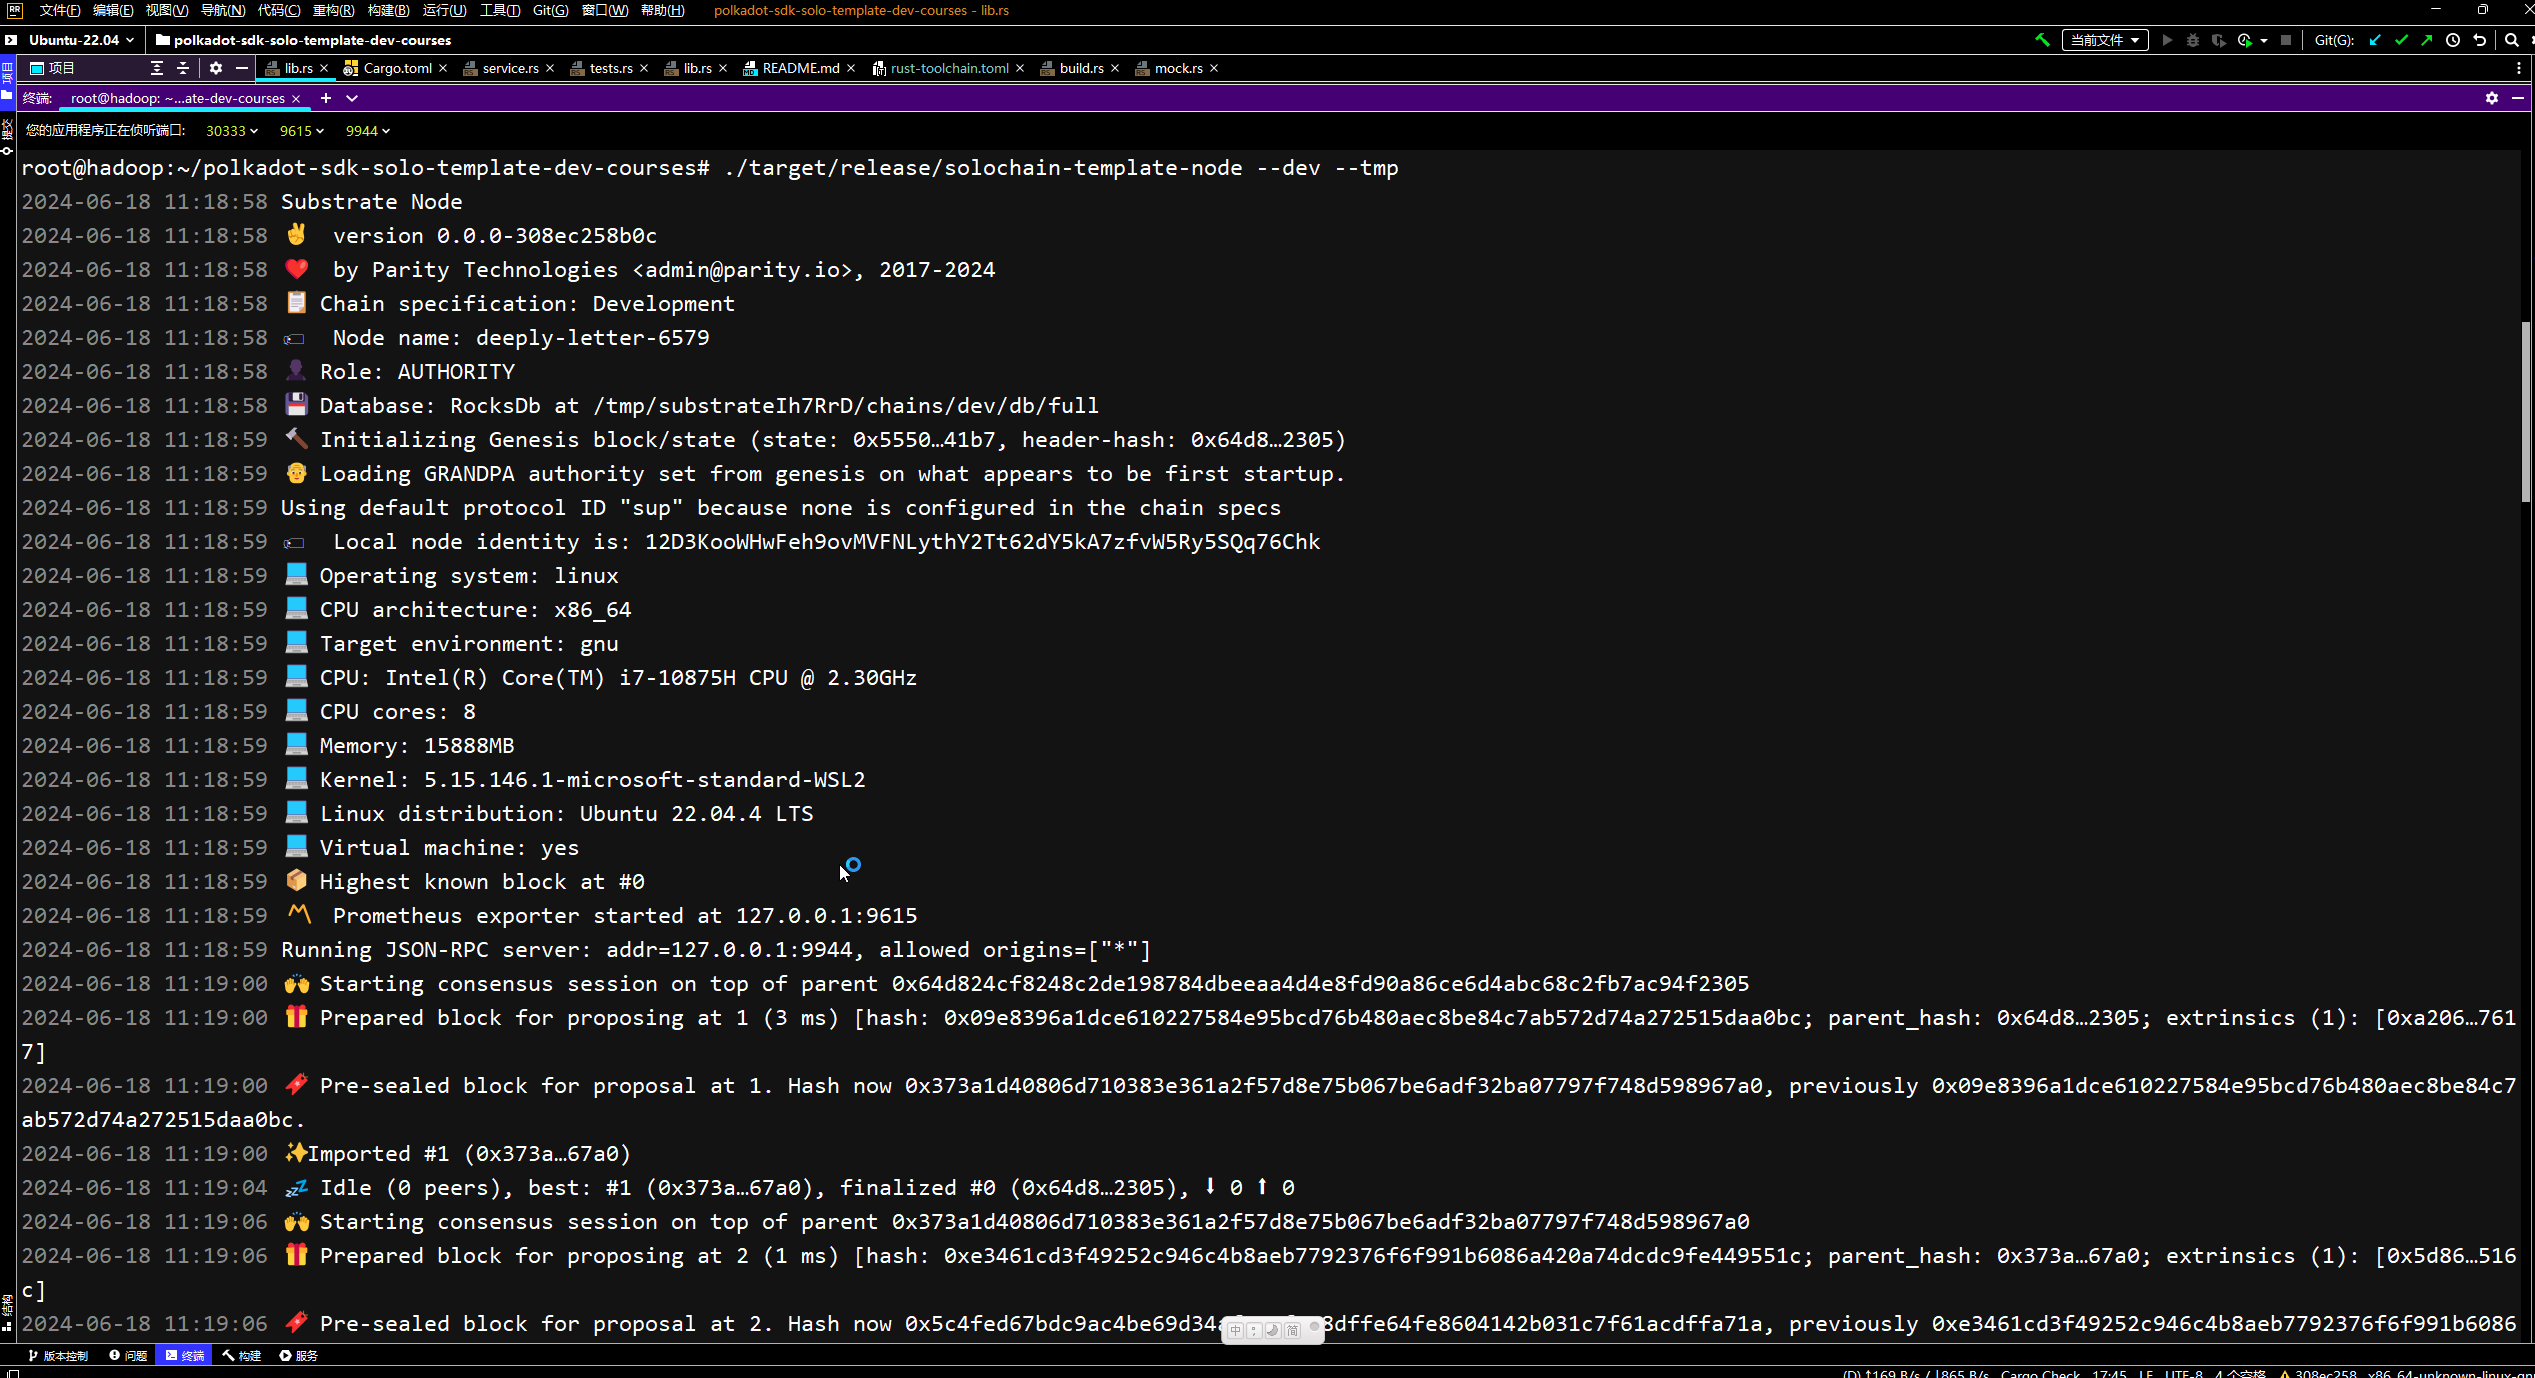 RR 文件(F) 编辑(E) 视图(V) 导航(N) 代码(C) 重构(R) 构建(B) 运行(U) 工具(T) Git(G) 窗口(W) 帮助(H) polkadot-sdk-solo-template-dev-courses - lib.rs
Ubuntu-22.04 polkadot-sdk-solo-template-dev-courses 当前文件 Git(G):
项目 lib.rs Cargo.toml service.rs tests.rs lib.rs README.md rust-toolchain.toml build.rs mock.rs
项目
提交
结构
终端: root@hadoop: ~...ate-dev-courses
您的应用程序正在侦听端口: 30333 9615 9944
root@hadoop:~/polkadot-sdk-solo-template-dev-courses# ./target/release/solochain-template-node --dev --tmp
2024-06-18 11:18:58 Substrate Node
2024-06-18 11:18:58 ✌️  version 0.0.0-308ec258b0c
2024-06-18 11:18:58 ❤️  by Parity Technologies <admin@parity.io>, 2017-2024
2024-06-18 11:18:58 📋 Chain specification: Development
2024-06-18 11:18:58 🏷  Node name: deeply-letter-6579
2024-06-18 11:18:58 👤 Role: AUTHORITY
2024-06-18 11:18:58 💾 Database: RocksDb at /tmp/substrateIh7RrD/chains/dev/db/full
2024-06-18 11:18:59 🔨 Initializing Genesis block/state (state: 0x5550…41b7, header-hash: 0x64d8…2305)
2024-06-18 11:18:59 👴 Loading GRANDPA authority set from genesis on what appears to be first startup.
2024-06-18 11:18:59 Using default protocol ID "sup" because none is configured in the chain specs
2024-06-18 11:18:59 🏷  Local node identity is: 12D3KooWHwFeh9ovMVFNLythY2Tt62dY5kA7zfvW5Ry5SQq76Chk
2024-06-18 11:18:59 💻 Operating system: linux
2024-06-18 11:18:59 💻 CPU architecture: x86_64
2024-06-18 11:18:59 💻 Target environment: gnu
2024-06-18 11:18:59 💻 CPU: Intel(R) Core(TM) i7-10875H CPU @ 2.30GHz
2024-06-18 11:18:59 💻 CPU cores: 8
2024-06-18 11:18:59 💻 Memory: 15888MB
2024-06-18 11:18:59 💻 Kernel: 5.15.146.1-microsoft-standard-WSL2
2024-06-18 11:18:59 💻 Linux distribution: Ubuntu 22.04.4 LTS
2024-06-18 11:18:59 💻 Virtual machine: yes
2024-06-18 11:18:59 📦 Highest known block at #0
2024-06-18 11:18:59 〽️  Prometheus exporter started at 127.0.0.1:9615
2024-06-18 11:18:59 Running JSON-RPC server: addr=127.0.0.1:9944, allowed origins=["*"]
2024-06-18 11:19:00 🙌 Starting consensus session on top of parent 0x64d824cf8248c2de198784dbeeaa4d4e8fd90a86ce6d4abc68c2fb7ac94f2305
2024-06-18 11:19:00 🎁 Prepared block for proposing at 1 (3 ms) [hash: 0x09e8396a1dce610227584e95bcd76b480aec8be84c7ab572d74a272515daa0bc; parent_hash: 0x64d8…2305; extrinsics (1): [0xa206…761
7]
2024-06-18 11:19:00 🔖 Pre-sealed block for proposal at 1. Hash now 0x373a1d40806d710383e361a2f57d8e75b067be6adf32ba07797f748d598967a0, previously 0x09e8396a1dce610227584e95bcd76b480aec8be84c7
ab572d74a272515daa0bc.
2024-06-18 11:19:00 ✨Imported #1 (0x373a…67a0)
2024-06-18 11:19:04 💤 Idle (0 peers), best: #1 (0x373a…67a0), finalized #0 (0x64d8…2305), ⬇ 0 ⬆ 0
2024-06-18 11:19:06 🙌 Starting consensus session on top of parent 0x373a1d40806d710383e361a2f57d8e75b067be6adf32ba07797f748d598967a0
2024-06-18 11:19:06 🎁 Prepared block for proposing at 2 (1 ms) [hash: 0xe3461cd3f49252c946c4b8aeb7792376f6f991b6086a420a74dcdc9fe449551c; parent_hash: 0x373a…67a0; extrinsics (1): [0x5d86…516
c]
2024-06-18 11:19:06 🔖 Pre-sealed block for proposal at 2. Hash now previously 0xe3461cd3f49252c946c4b8aeb7792376f6f991b6086
中 简
版本控制 问题 终端 构建 服务
Cargo Check 17:45 LF UTF-8 4 个空格 308ec258